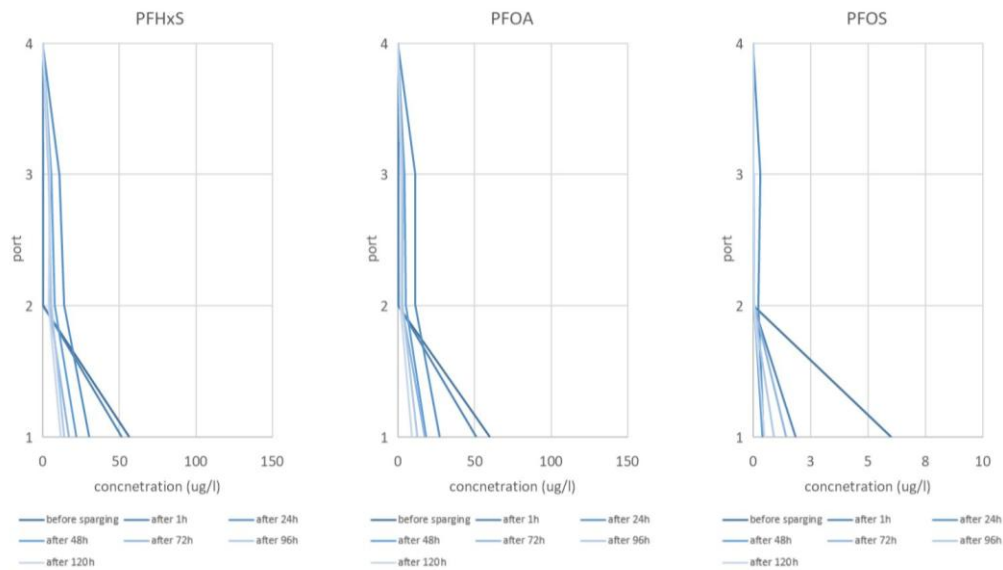 PFHxS
4
3
port
2
1
0 50 100 150
concnetration (ug/l)
before sparging after 1h after 24h
after 48h after 72h after 96h
after 120h
PFOA
4
3
port
2
1
0 50 100 150
concnetration (ug/l)
before sparging after 1h after 24h
after 48h after 72h after 96h
after 120h
PFOS
4
3
port
2
1
0 3 5 8 10
concnetration (ug/l)
before sparging after 1h after 24h
after 48h after 72h after 96h
after 120h